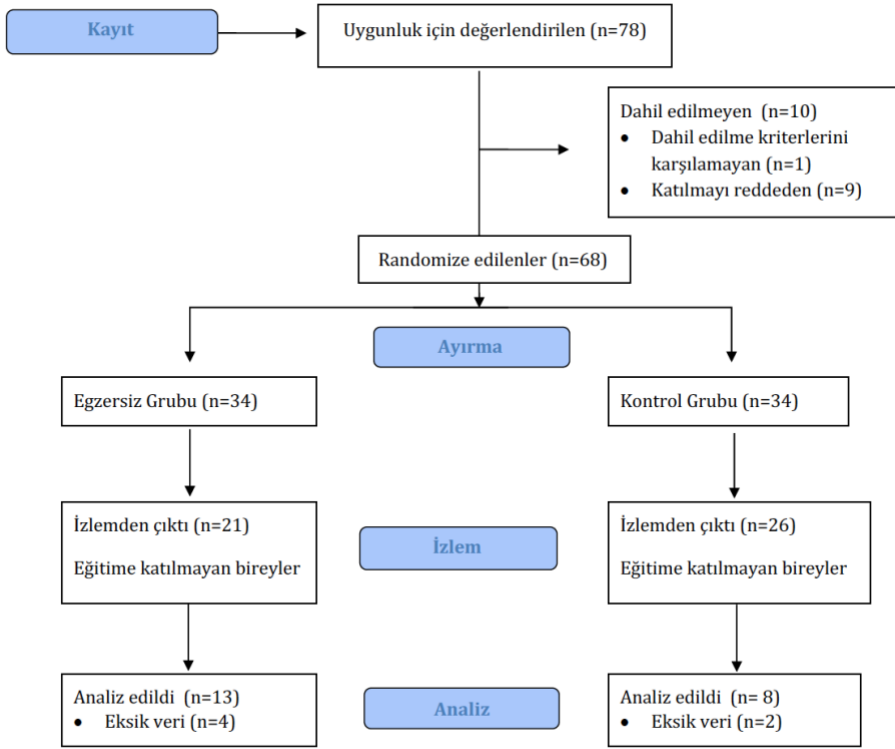 Kayıt
Uygunluk için değerlendirilen (n=78)
Dahil edilmeyen (n=10)
• Dahil edilme kriterlerini
karşılamayan (n=1)
• Katılmayı reddeden (n=9)
Randomize edilenler (n=68)
Ayırma
Egzersiz Grubu (n=34)
Kontrol Grubu (n=34)
İzlemden çıktı (n=21)
Eğitime katılmayan bireyler
İzlem
İzlemden çıktı (n=26)
Eğitime katılmayan bireyler
Analiz edildi (n=13)
• Eksik veri (n=4)
Analiz
Analiz edildi (n= 8)
• Eksik veri (n=2)